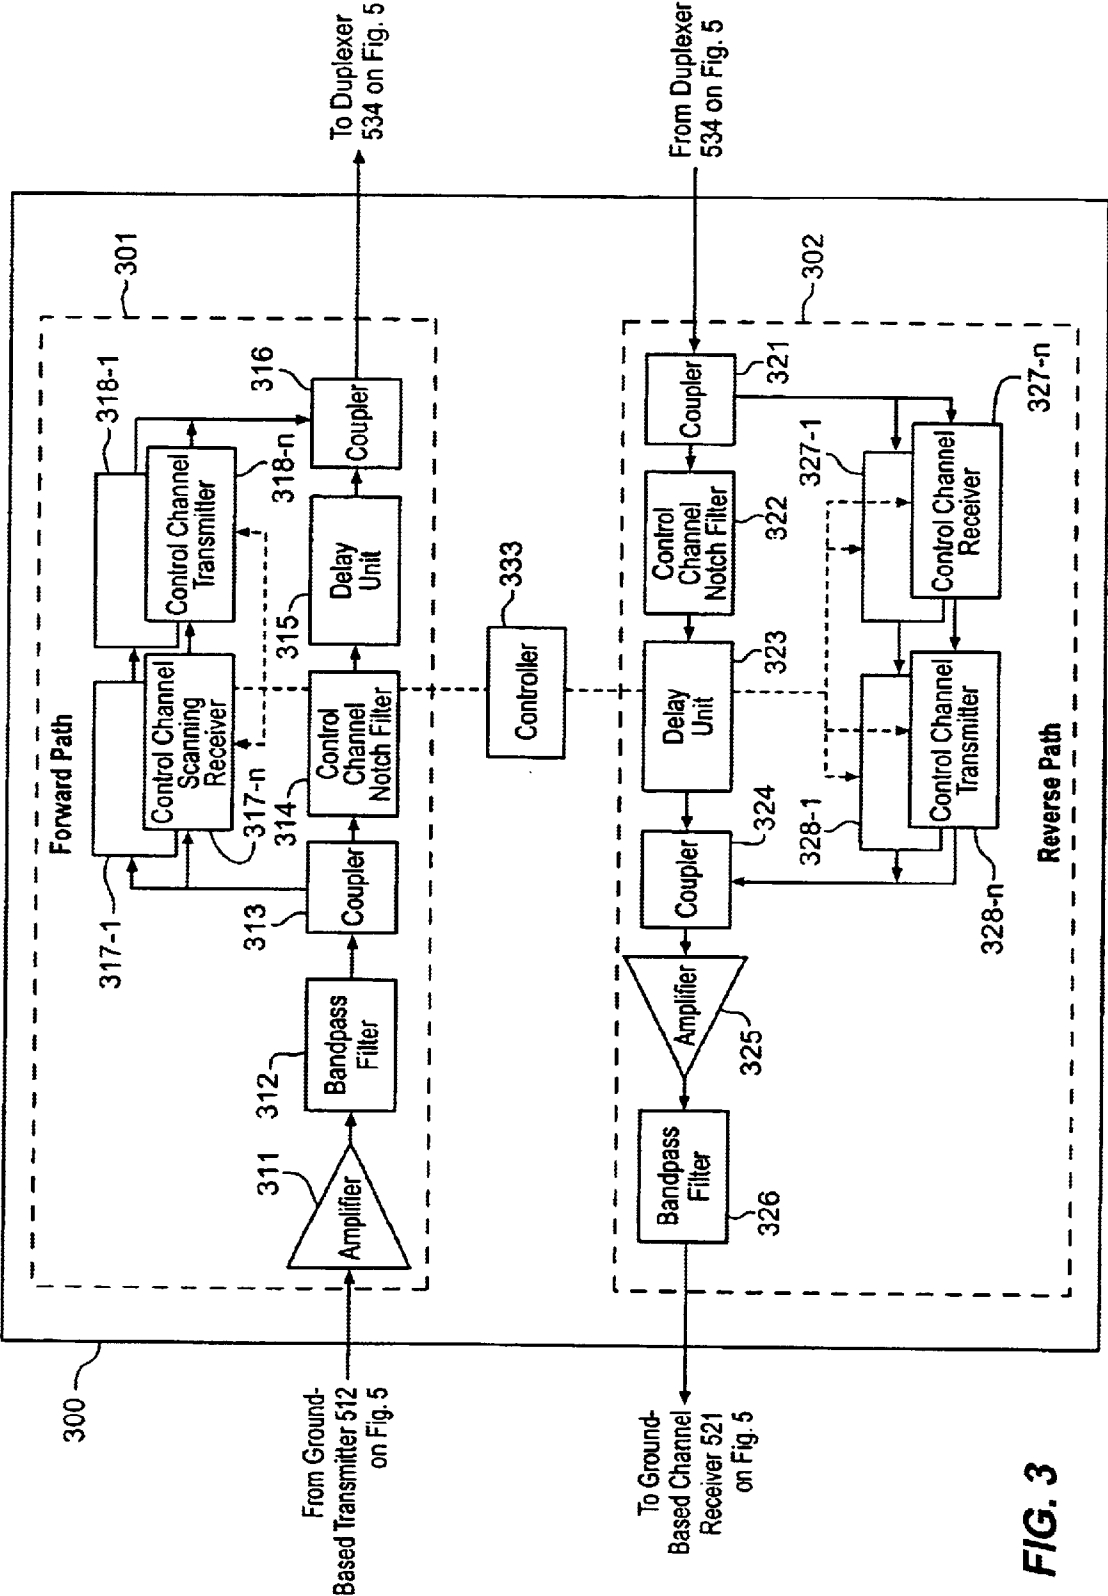 300
From Ground-
Based Transmitter 512
on Fig. 5
To Duplexer
534 on Fig. 5
301
Forward Path
317-1
318-1
Control Channel
Scanning
Receiver
317-n
Control Channel
Transmitter
318-n
311
Amplifier
312
Bandpass
Filter
313
Coupler
314
Control
Channel
Notch Filter
315
Delay
Unit
316
Coupler
333
Controller
From Duplexer
534 on Fig. 5
302
To Ground-
Based Channel
Receiver 521
on Fig. 5
Bandpass
Filter
326
Amplifier
325
Coupler
324
Delay
Unit
323
Control
Channel
Notch Filter
322
Coupler
321
328-1
Control Channel
Transmitter
328-n
327-1
Control Channel
Receiver
327-n
Reverse Path
FIG. 3